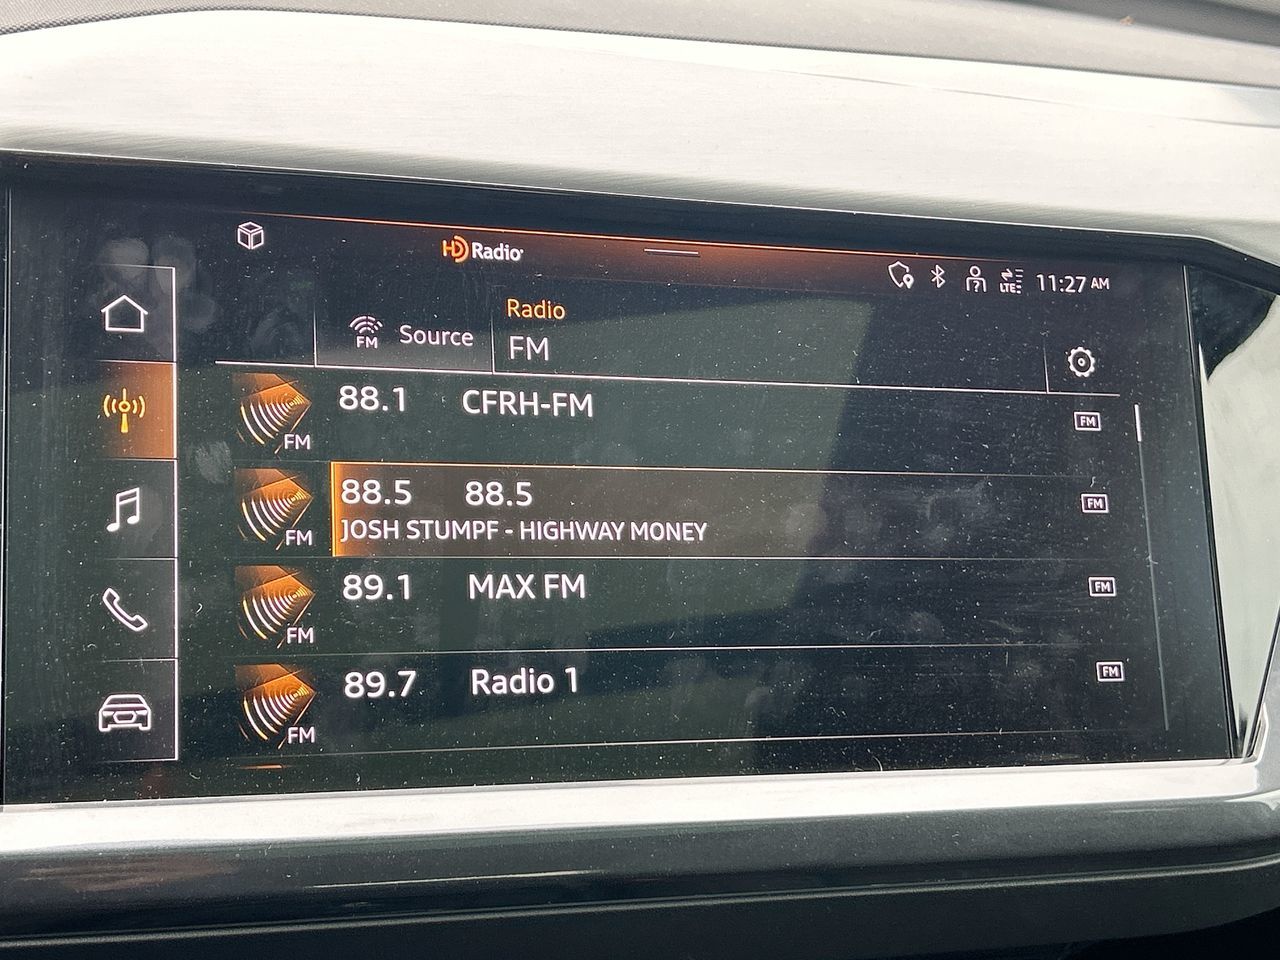 HD Radio
LTE 11:27 AM
Radio
FM Source FM
FM 88.1 CFRH-FM FM
FM 88.5 88.5 FM
JOSH STUMPF - HIGHWAY MONEY
FM 89.1 MAX FM FM
FM 89.7 Radio 1 FM